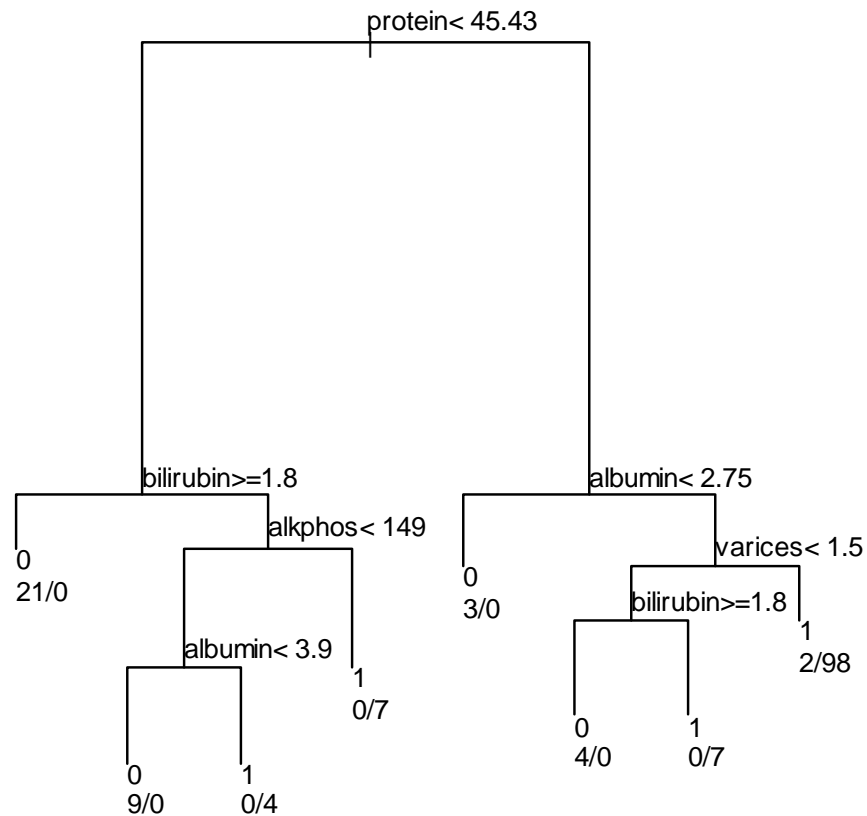 protein< 45.43
bilirubin>=1.8
albumin< 2.75
alkphos< 149
varices< 1.5
0
21/0
0
3/0
bilirubin>=1.8
1
2/98
albumin< 3.9
1
0/7
0
4/0
1
0/7
0
9/0
1
0/4